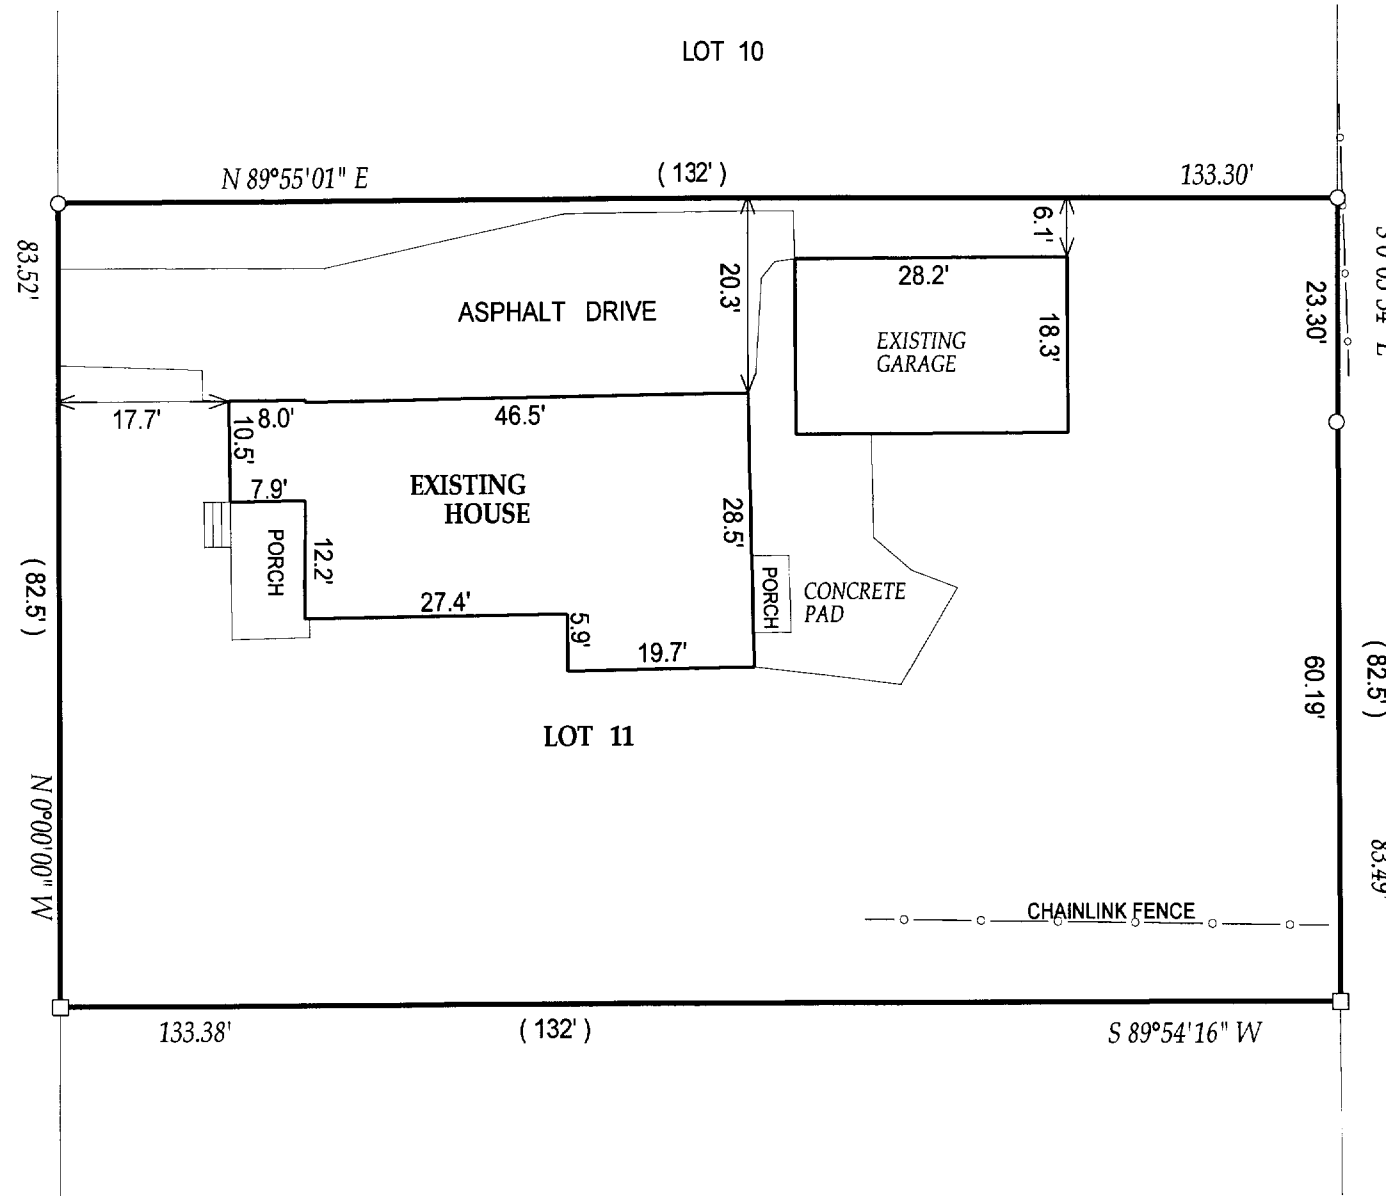 LOT 10
N 89°55'01" E
( 132' )
133.30'
83.52'
6.1'
20.3'
28.2'
18.3'
23.30'
ASPHALT DRIVE
EXISTING
GARAGE
17.7'
8.0'
46.5'
10.5'
7.9'
EXISTING
HOUSE
28.5'
PORCH
12.2'
PORCH
CONCRETE
PAD
( 82.5' )
27.4'
5.9'
19.7'
60.19'
( 82.5' )
LOT 11
N 0°00'00" W
83.49'
CHAINLINK FENCE
133.38'
( 132' )
S 89°54'16" W